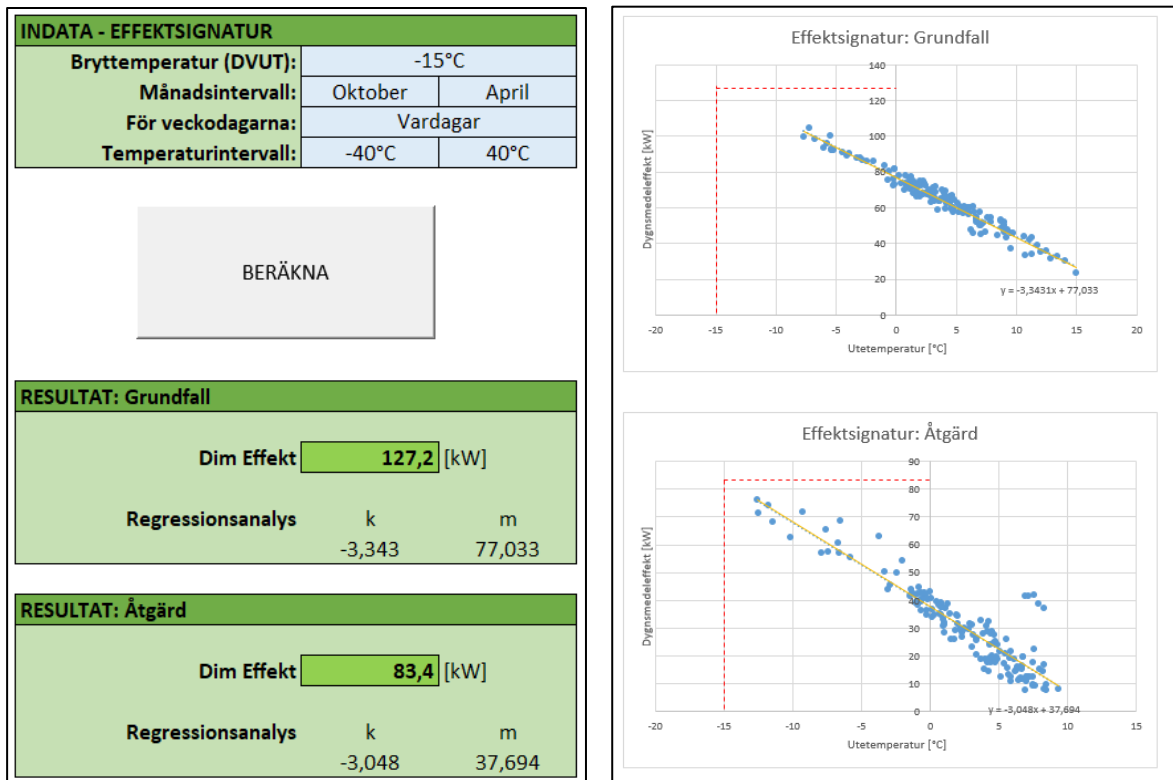 INDATA - EFFEKTSIGNATUR
Bryttemperatur (DVUT): -15°C
Månadsintervall: Oktober April
För veckodagarna: Vardagar
Temperaturintervall: -40°C 40°C
BERÄKNA
RESULTAT: Grundfall
Dim Effekt 127,2 [kW]
Regressionsanalys k m
-3,343 77,033
RESULTAT: Åtgärd
Dim Effekt 83,4 [kW]
Regressionsanalys k m
-3,048 37,694
Effektsignatur: Grundfall
Dygnsmedeleffekt [kW]
140
120
100
80
60
40
20
0
y = -3,3431x + 77,033
-20 -15 -10 -5 0 5 10 15 20
Utetemperatur [°C]
Effektsignatur: Åtgärd
Dygnsmedeleffekt [kW]
90
80
70
60
50
40
30
20
10
0
y = -3,048x + 37,694
-20 -15 -10 -5 0 5 10 15
Utetemperatur [°C]